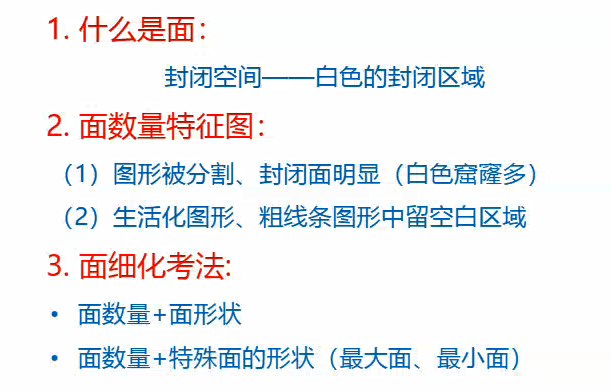 1. 什么是面：
封闭空间——白色的封闭区域
2. 面数量特征图：
（1）图形被分割、封闭面明显（白色窟窿多）
（2）生活化图形、粗线条图形中留空白区域
3. 面细化考法:
• 面数量+面形状
• 面数量+特殊面的形状（最大面、最小面）